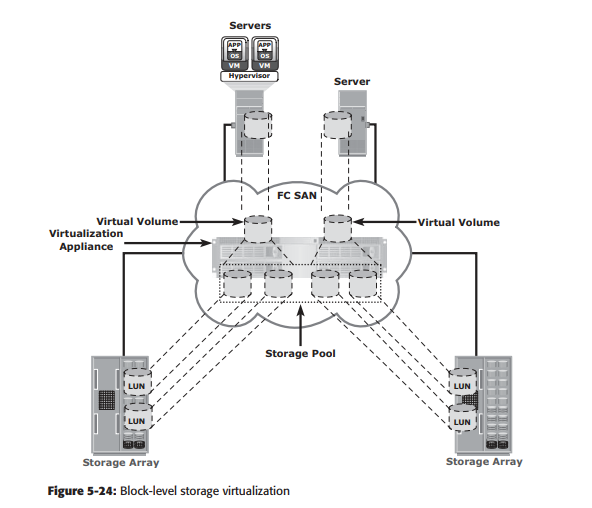 Servers
APP APP
OS OS
VM VM
Hypervisor
Server
FC SAN
Virtual Volume
Virtual Volume
Virtualization
Appliance
Storage Pool
LUN
LUN
LUN
LUN
Storage Array
Storage Array
Figure 5-24: Block-level storage virtualization